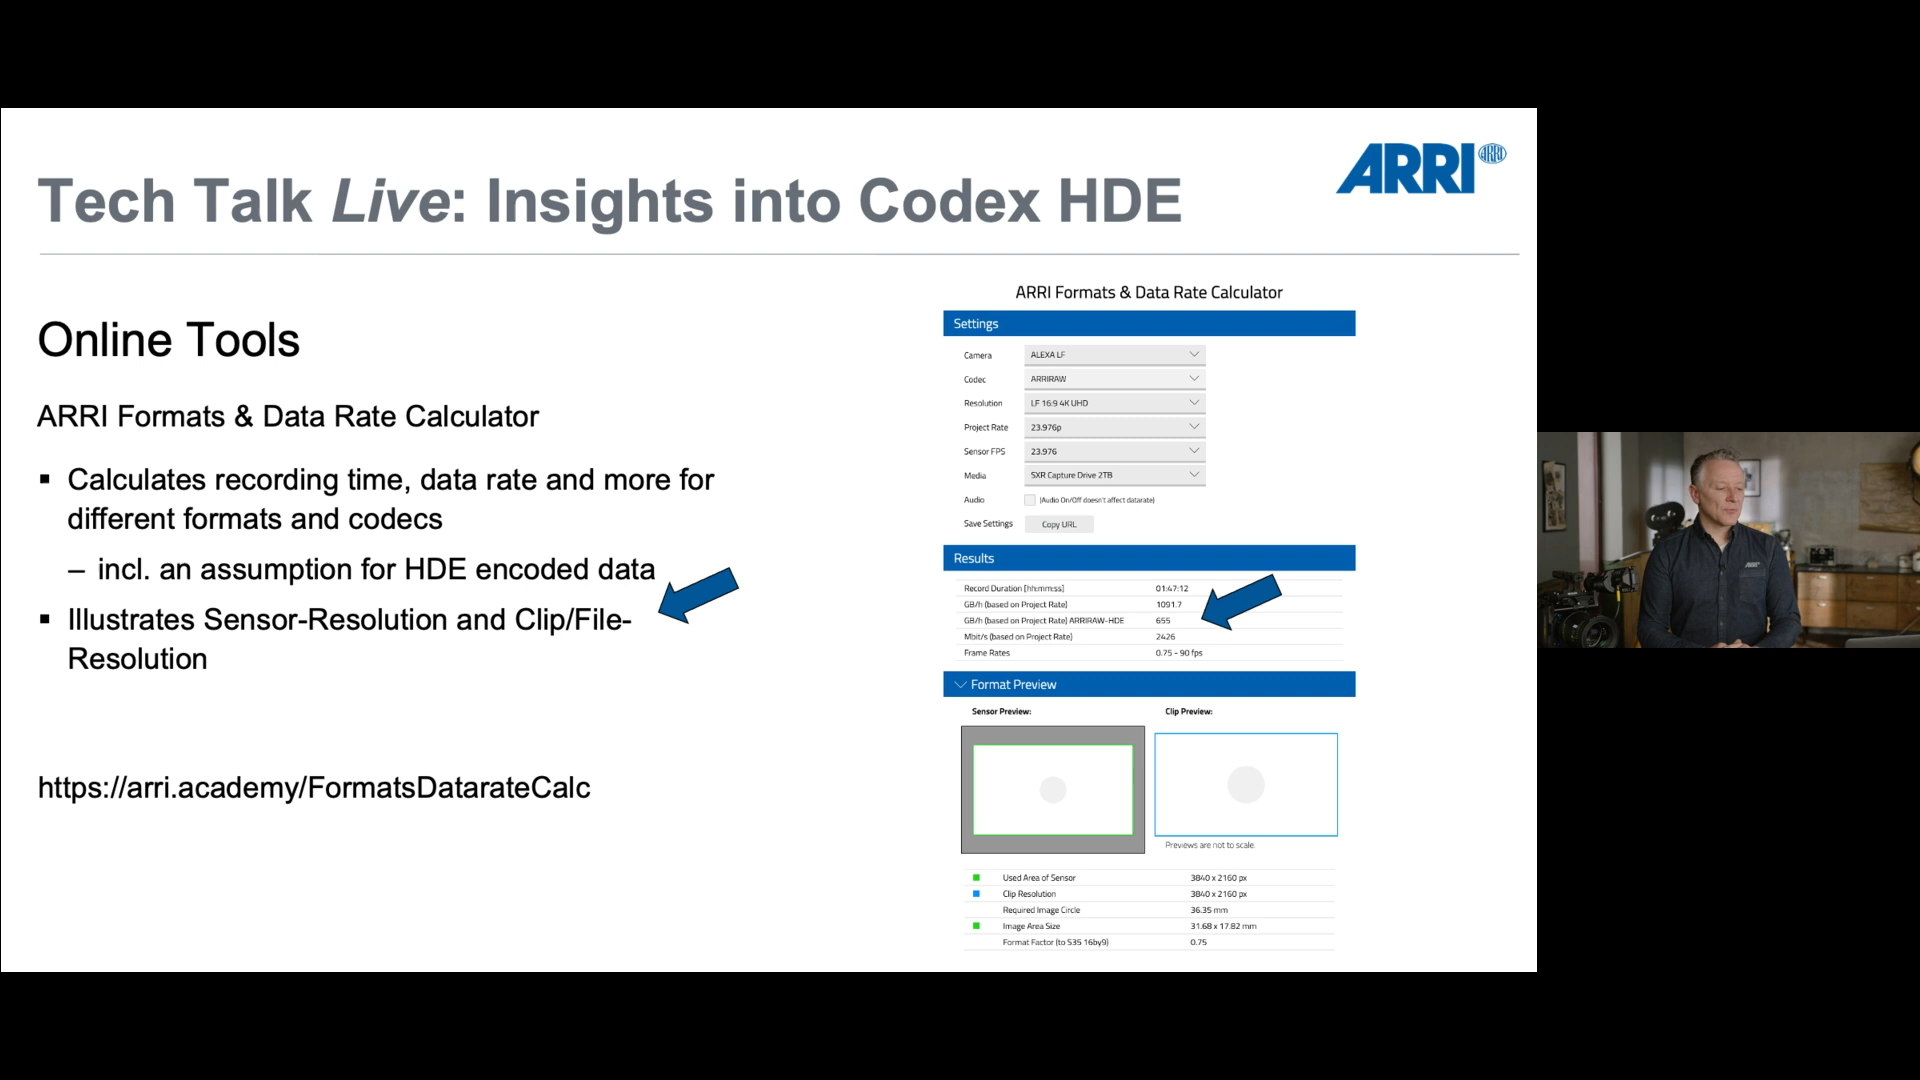 ARRI ARRI
Tech Talk Live: Insights into Codex HDE
Online Tools
ARRI Formats & Data Rate Calculator
▪ Calculates recording time, data rate and more for
different formats and codecs
– incl. an assumption for HDE encoded data
▪ Illustrates Sensor-Resolution and Clip/File-
Resolution
https://arri.academy/FormatsDatarateCalc
ARRI Formats & Data Rate Calculator
Settings
Camera ALEXA LF
Codec ARRIRAW
Resolution LF 16:9 4K UHD
Project Rate 23.976p
Sensor FPS 23.976
Media SXR Capture Drive 2TB
Audio (Audio On/Off doesn't affect datarate)
Save Settings Copy URL
Results
Record Duration [hh:mm:ss] 01:47:12
GB/h (based on Project Rate) 1091.7
GB/h (based on Project Rate) ARRIRAW-HDE 655
Mbit/s (based on Project Rate) 2426
Frame Rates 0.75 - 90 fps
Format Preview
Sensor Preview: Clip Preview:
Previews are not to scale.
Used Area of Sensor 3840 x 2160 px
Clip Resolution 3840 x 2160 px
Required Image Circle 36.35 mm
Image Area Size 31.68 x 17.82 mm
Format Factor (to S35 16by9) 0.75